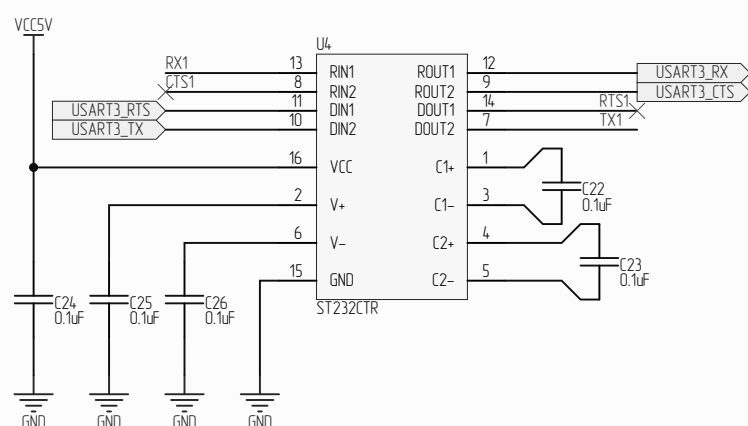 VCC5V
U4
RX1 13 RIN1 ROUT1 12 USART3_RX
CTS1 8 RIN2 ROUT2 9 USART3_CTS
USART3_RTS 11 DIN1 DOUT1 14 RTS1
USART3_TX 10 DIN2 DOUT2 7 TX1
16 VCC C1+ 1
C22
0.1uF
2 V+ C1- 3
6 V- C2+ 4
C23
0.1uF
15 GND C2- 5
ST232CTR
C24
0.1uF
C25
0.1uF
C26
0.1uF
GND GND GND GND